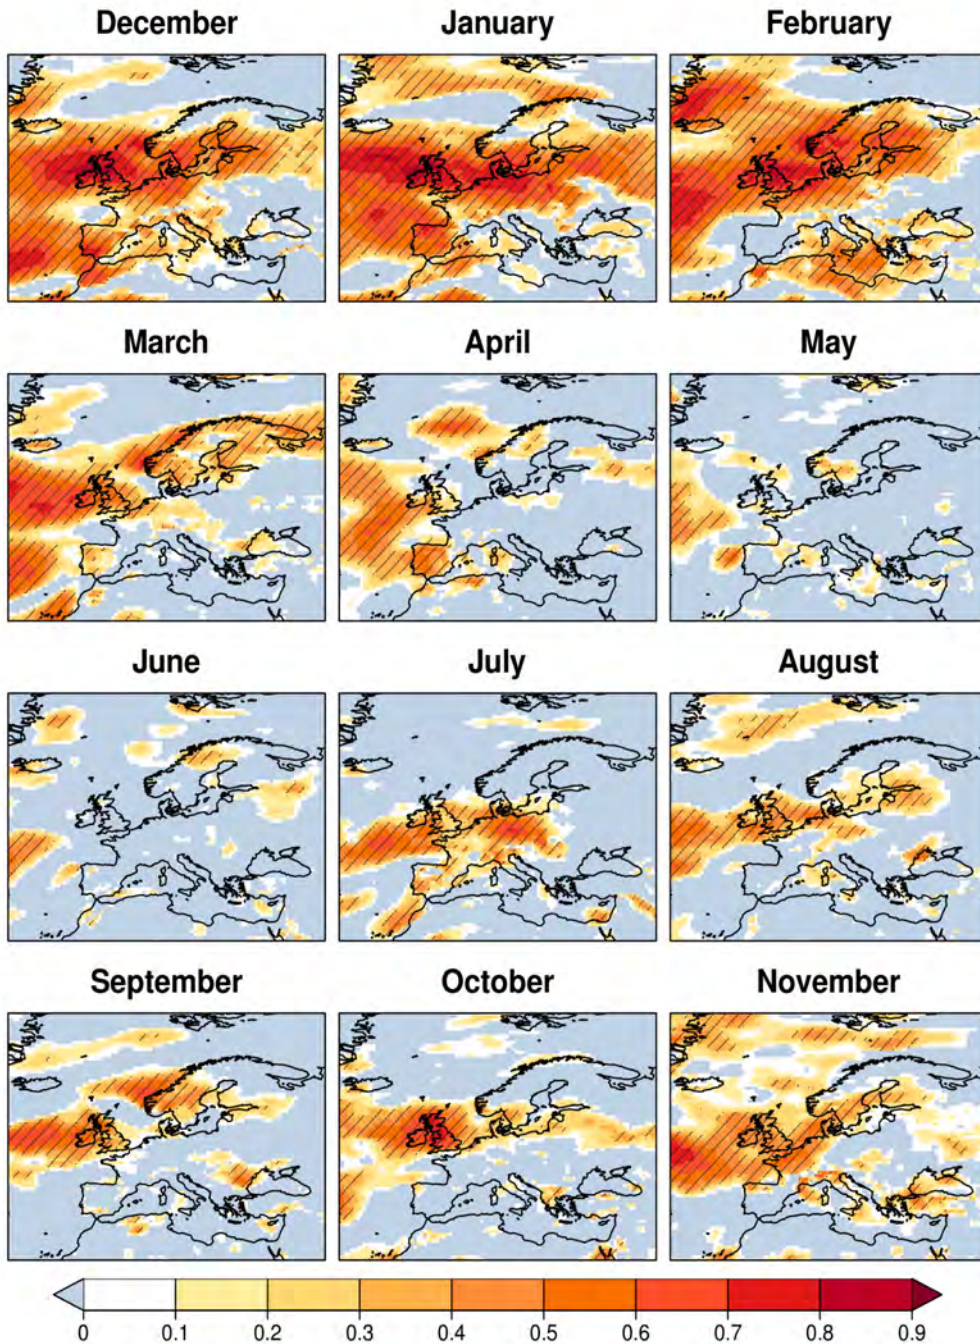 December January February
March April May
June July August
September October November
0 0.1 0.2 0.3 0.4 0.5 0.6 0.7 0.8 0.9